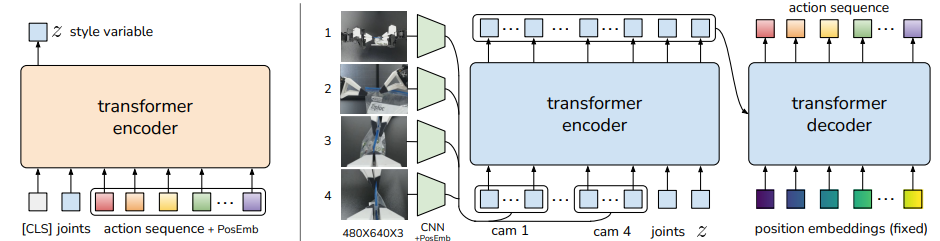 z style variable
transformer
encoder
[CLS] joints action sequence + PosEmb
1
2
3
4
480X640X3
CNN
+PosEmb
...
...
transformer
encoder
...
...
cam 1 cam 4 joints z
action sequence
...
transformer
decoder
...
position embeddings (fixed)